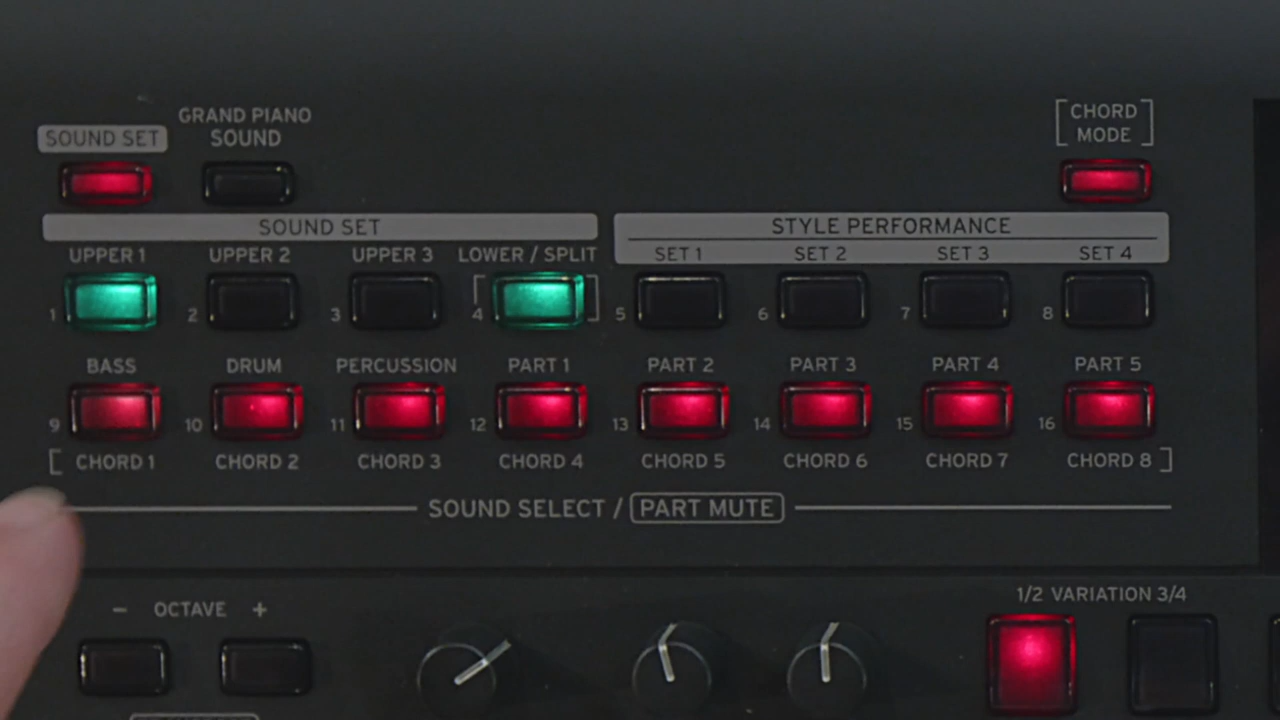 GRAND PIANO
SOUND SET
SOUND
CHORD
MODE
SOUND SET
STYLE PERFORMANCE
UPPER 1 UPPER 2 UPPER 3 LOWER / SPLIT SET 1 SET 2 SET 3 SET 4
1 2 3 4 5 6 7 8
BASS DRUM PERCUSSION PART 1 PART 2 PART 3 PART 4 PART 5
9 10 11 12 13 14 15 16
CHORD 1 CHORD 2 CHORD 3 CHORD 4 CHORD 5 CHORD 6 CHORD 7 CHORD 8
SOUND SELECT / PART MUTE
1/2 VARIATION 3/4
− OCTAVE +